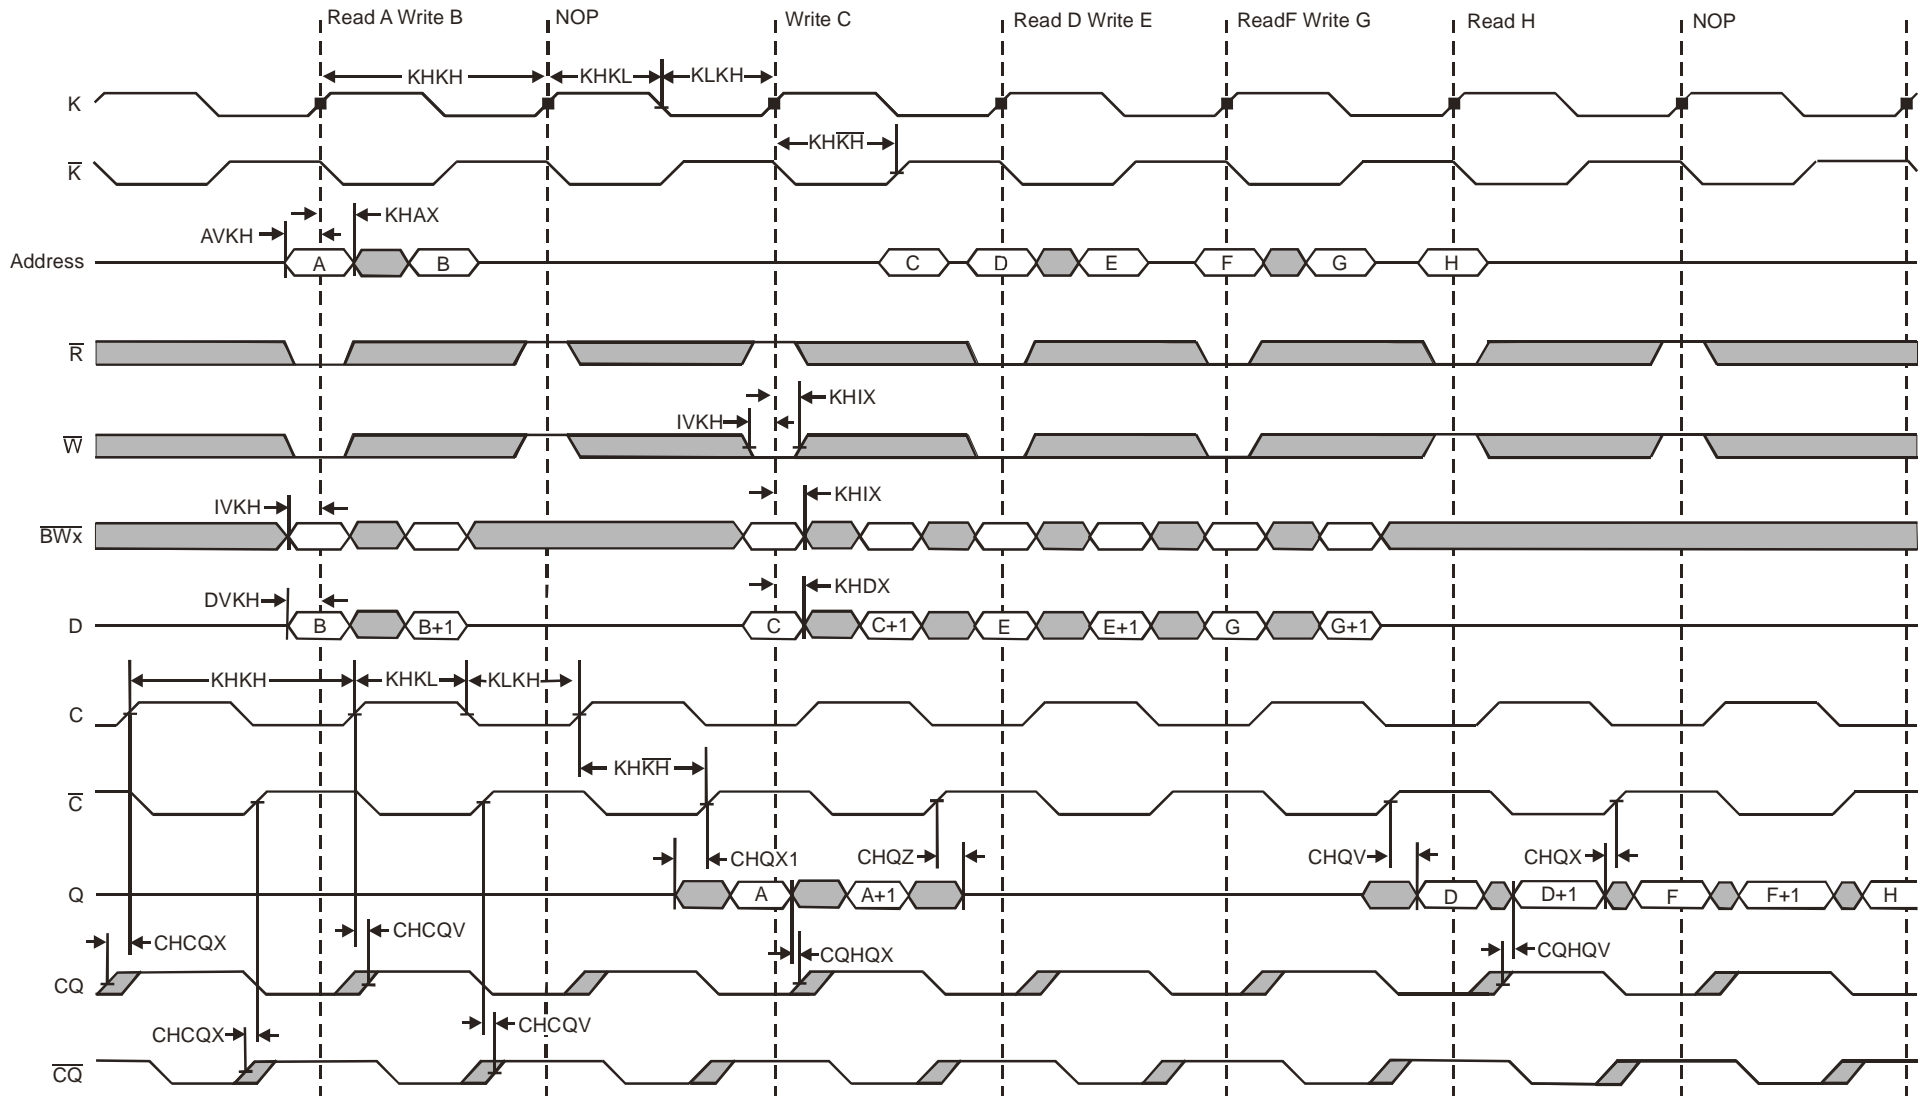 Read A Write B NOP Write C Read D Write E ReadF Write G Read H NOP
KHKH KHKL KLKH
K
KHK̅H̅
K̅
KHAX
AVKH
Address A B C D E F G H
R̅
KHIX
IVKH
W̅
IVKH KHIX
B̅W̅x̅
DVKH KHDX
D B B+1 C C+1 E E+1 G G+1
KHKH KHKL KLKH
C
KHK̅H̅
C̅
CHQX1 CHQZ CHQV CHQX
Q A A+1 D D+1 F F+1 H
CHCQX CHCQV CQHQX CQHQV
CQ
CHCQX CHCQV
C̅Q̅